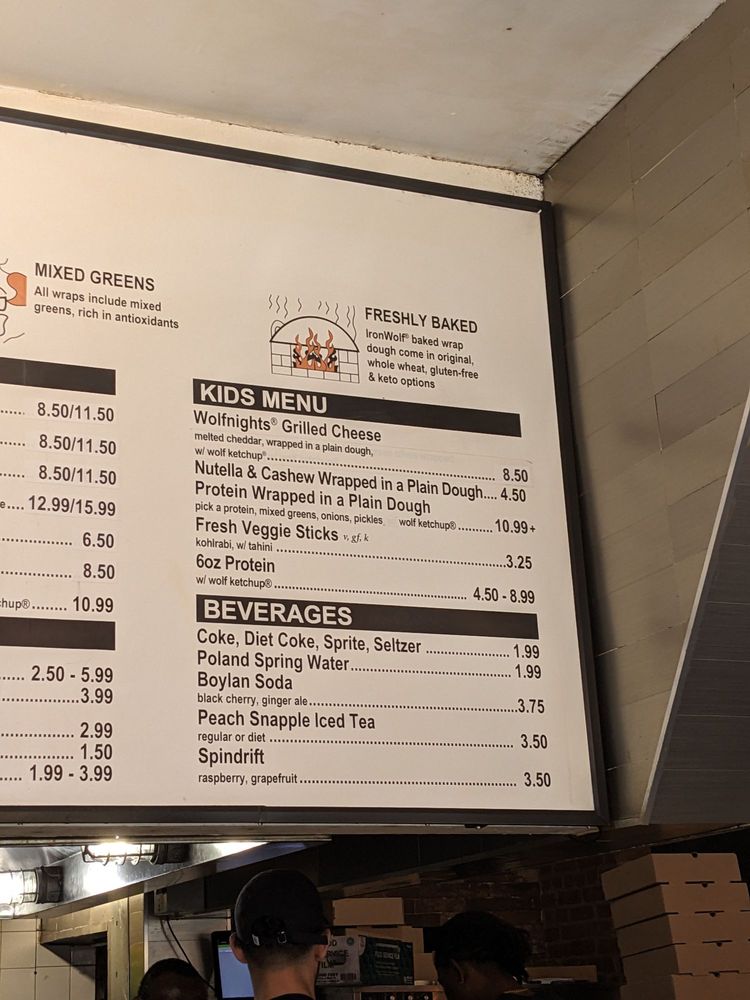 MIXED GREENS
All wraps include mixed
greens, rich in antioxidants
FRESHLY BAKED
IronWolf® baked wrap
dough come in original,
whole wheat, gluten-free
& keto options
..... 8.50/11.50
..... 8.50/11.50
..... 8.50/11.50
e.... 12.99/15.99
..... 6.50
..... 8.50
chup®........ 10.99
..... 2.50 - 5.99
..... 3.99
..... 2.99
..... 1.50
..... 1.99 - 3.99
KIDS MENU
Wolfnights® Grilled Cheese
melted cheddar, wrapped in a plain dough,
w/ wolf ketchup®..... 8.50
Nutella & Cashew Wrapped in a Plain Dough.... 4.50
Protein Wrapped in a Plain Dough
pick a protein, mixed greens, onions, pickles wolf ketchup® ......... 10.99+
Fresh Veggie Sticks v, gf, k
kohlrabi, w/ tahini ..... 3.25
6oz Protein
w/ wolf ketchup® ..... 4.50 - 8.99
BEVERAGES
Coke, Diet Coke, Sprite, Seltzer ..... 1.99
Poland Spring Water..... 1.99
Boylan Soda
black cherry, ginger ale..... 3.75
Peach Snapple Iced Tea
regular or diet ..... 3.50
Spindrift
raspberry, grapefruit ..... 3.50